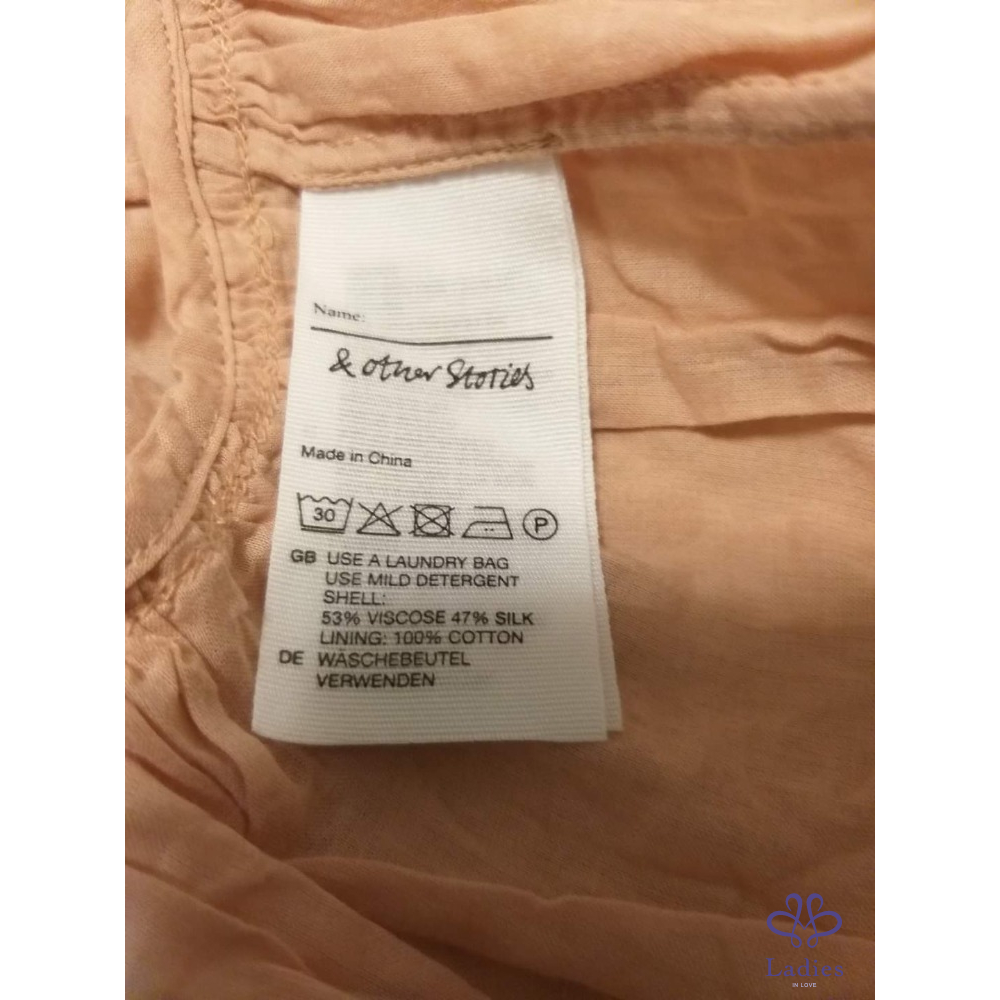 Name:
& other Stories
Made in China
30
P
GB USE A LAUNDRY BAG
USE MILD DETERGENT
SHELL:
53% VISCOSE 47% SILK
LINING: 100% COTTON
DE WÄSCHEBEUTEL
VERWENDEN
Ladies
IN LOVE